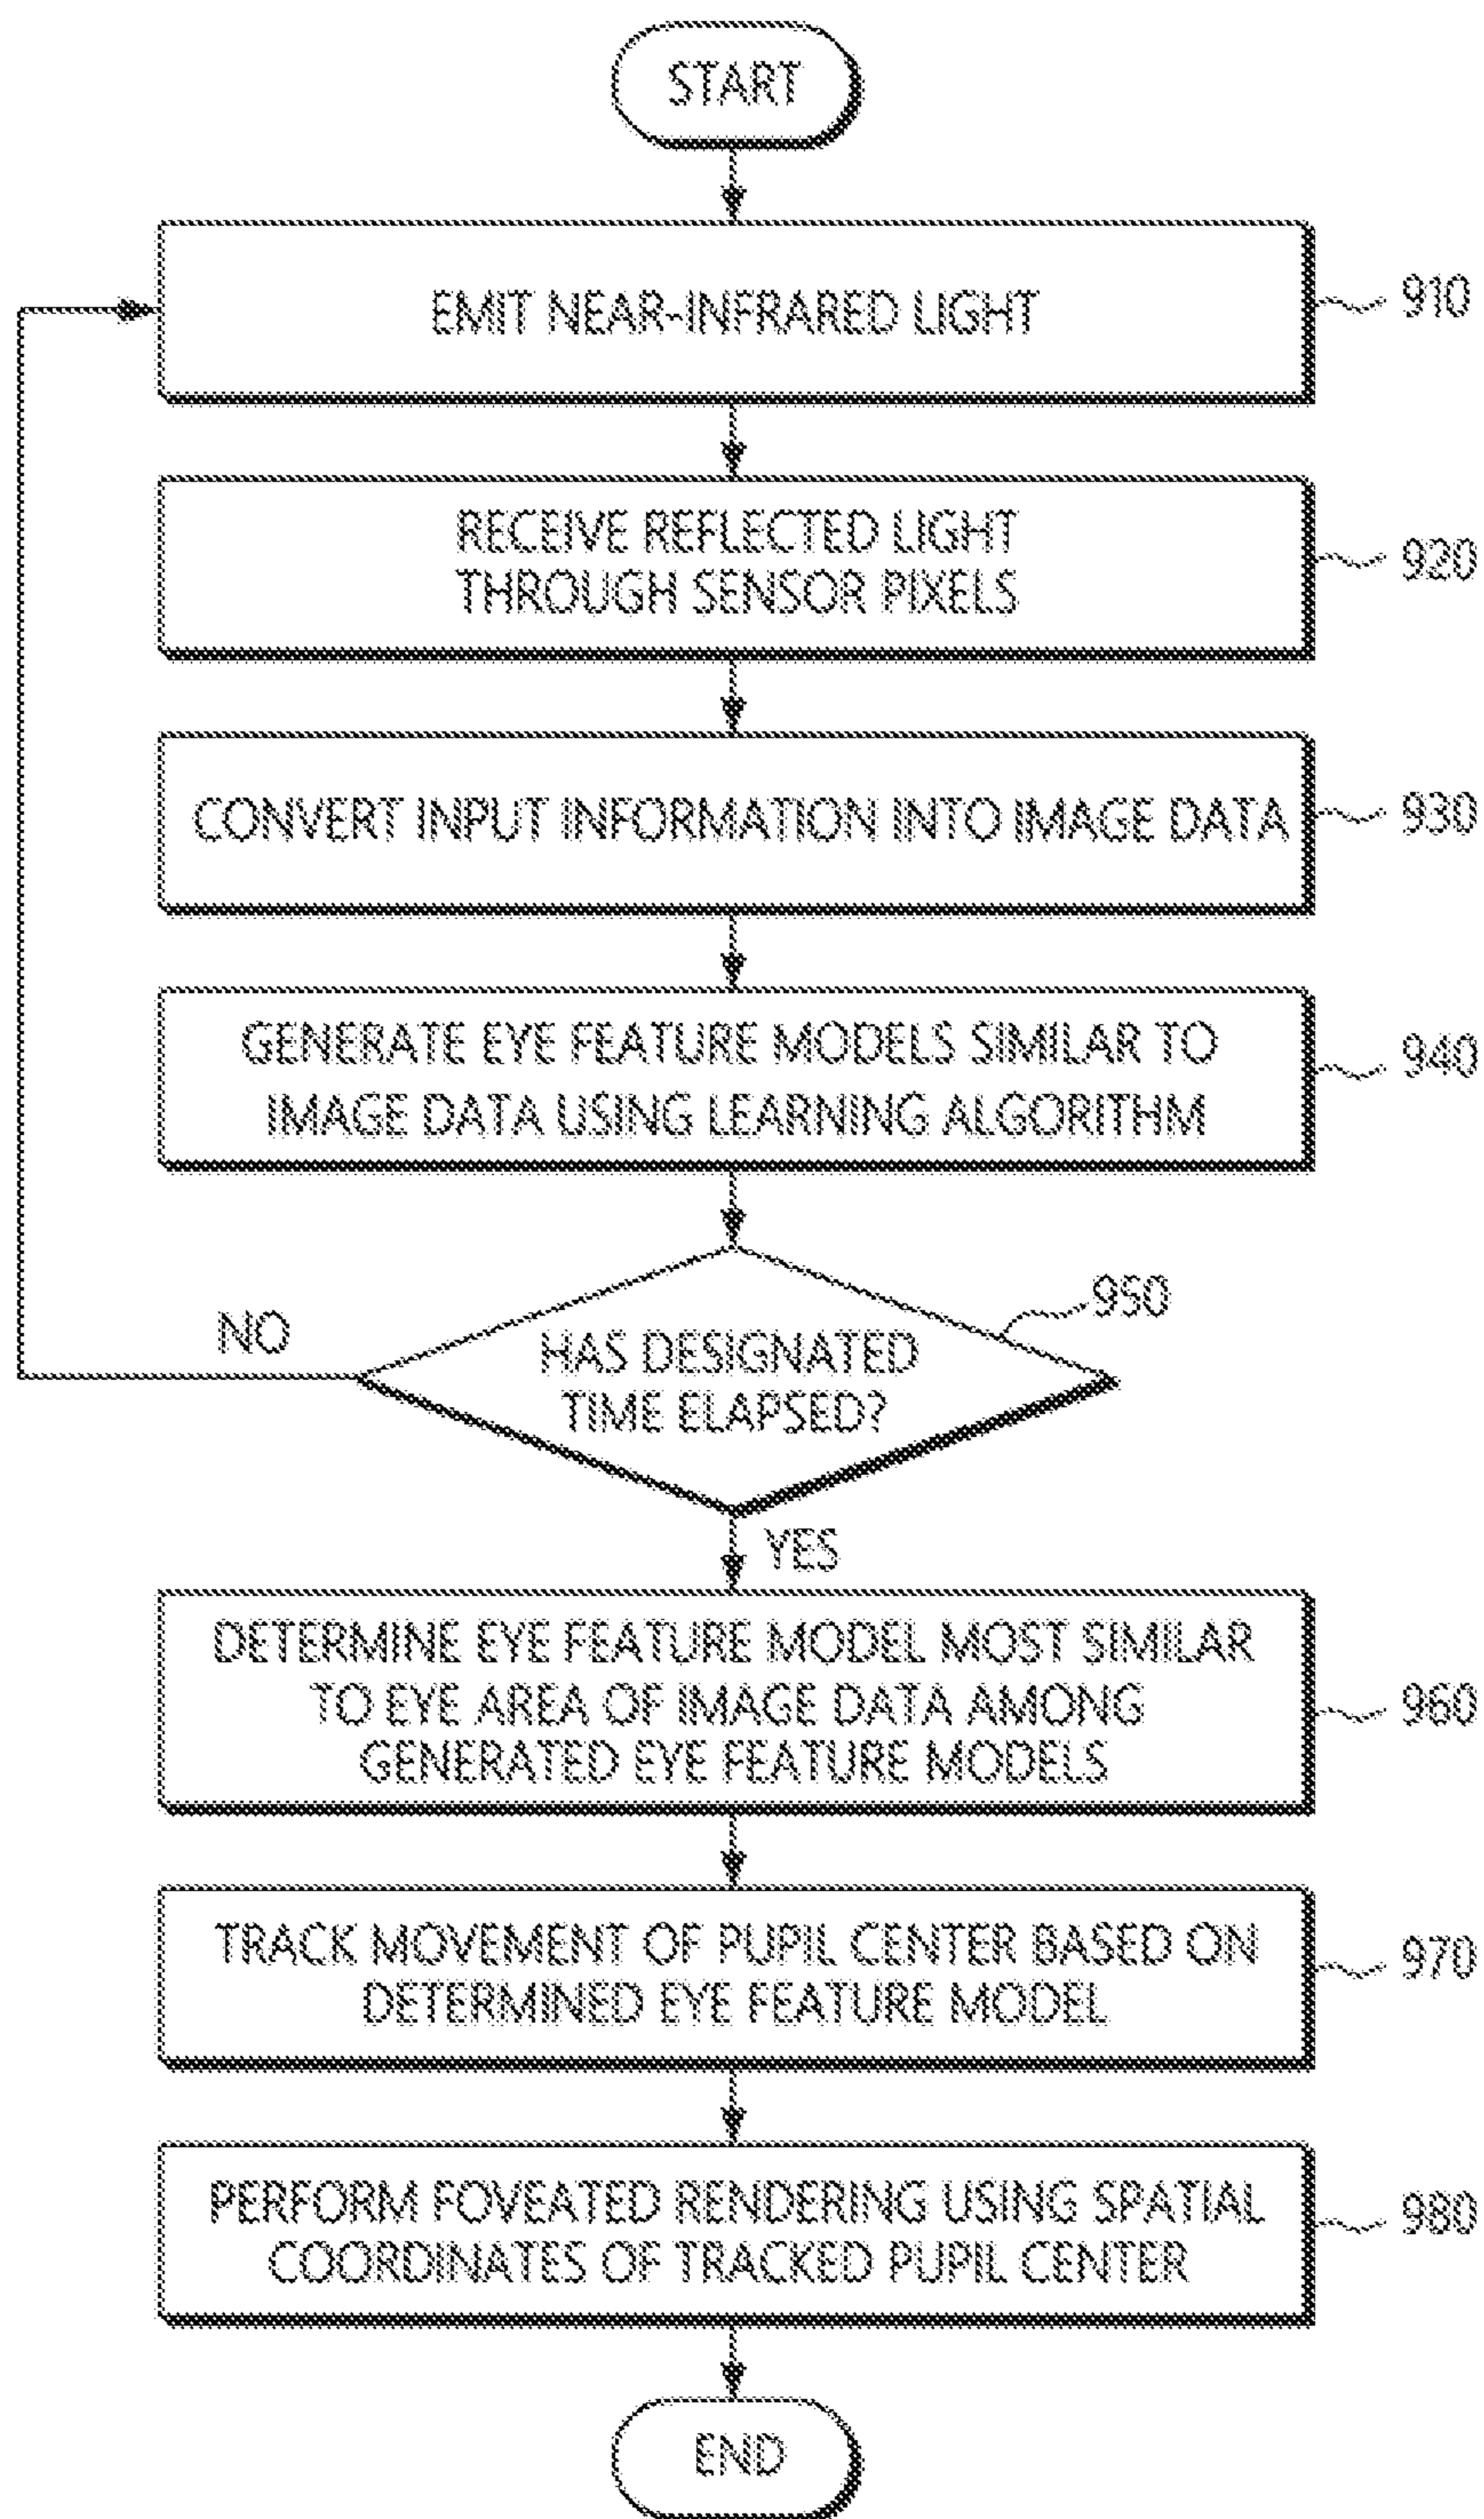 START
EMIT NEAR-INFRARED LIGHT
910
RECEIVE REFLECTED LIGHT
THROUGH SENSOR PIXELS
920
CONVERT INPUT INFORMATION INTO IMAGE DATA
930
GENERATE EYE FEATURE MODELS SIMILAR TO
IMAGE DATA USING LEARNING ALGORITHM
940
950
NO
HAS DESIGNATED
TIME ELAPSED?
YES
DETERMINE EYE FEATURE MODEL MOST SIMILAR
TO EYE AREA OF IMAGE DATA AMONG
GENERATED EYE FEATURE MODELS
960
TRACK MOVEMENT OF PUPIL CENTER BASED ON
DETERMINED EYE FEATURE MODEL
970
PERFORM FOVEATED RENDERING USING SPATIAL
COORDINATES OF TRACKED PUPIL CENTER
980
END